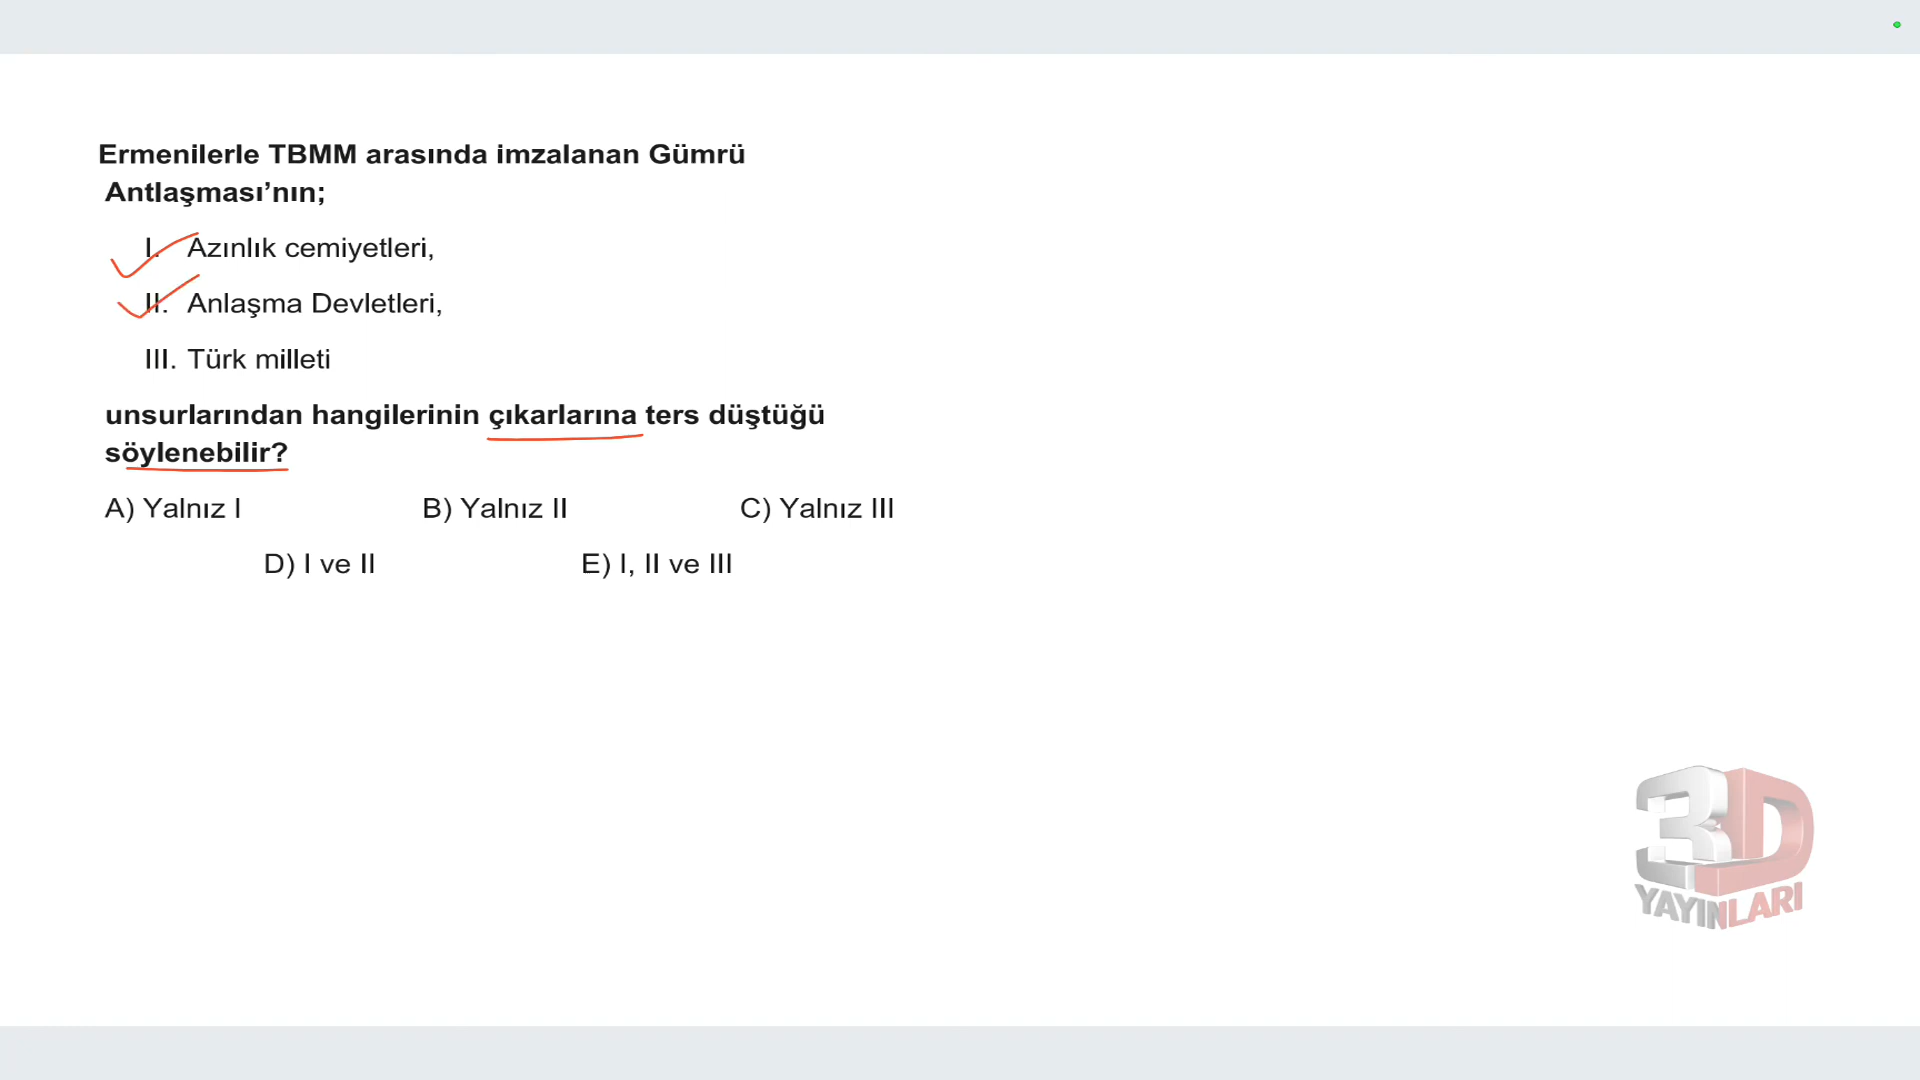 Ermenilerle TBMM arasında imzalanan Gümrü
Antlaşması’nın;
I. Azınlık cemiyetleri,
II. Anlaşma Devletleri,
III. Türk milleti
unsurlarından hangilerinin çıkarlarına ters düştüğü
söylenebilir?
A) Yalnız I B) Yalnız II C) Yalnız III
D) I ve II E) I, II ve III
3D
YAYINLARI